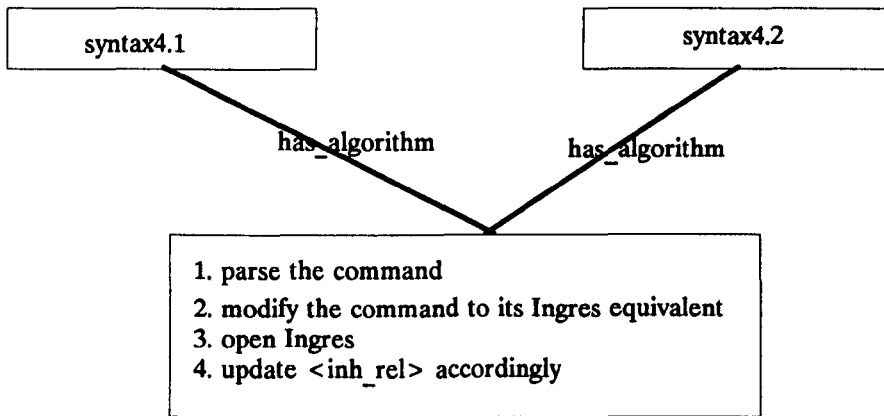 syntax4.1
syntax4.2
has_algorithm
has_algorithm
1. parse the command
2. modify the command to its Ingres equivalent
3. open Ingres
4. update <inh_rel> accordingly